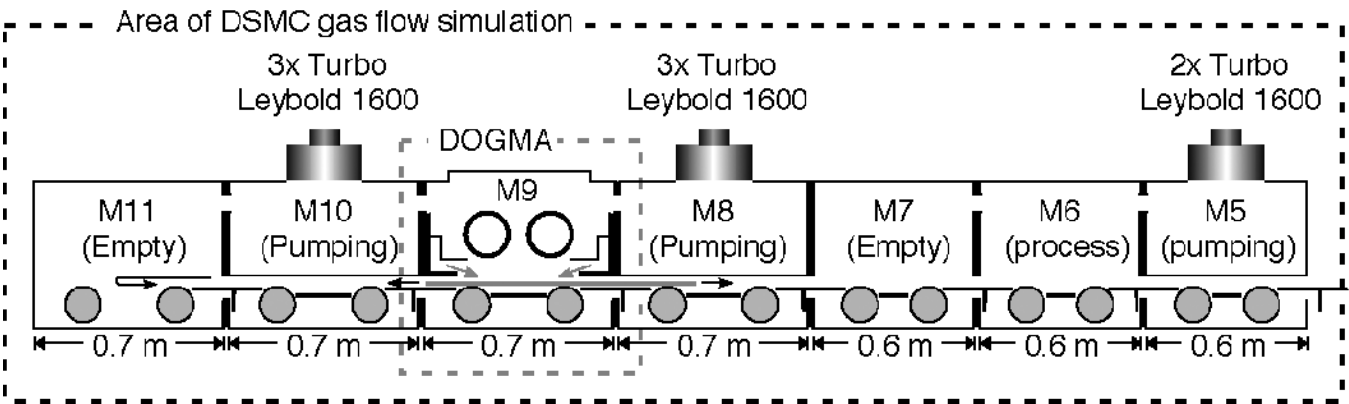 Area of DSMC gas flow simulation
3x Turbo
Leybold 1600
3x Turbo
Leybold 1600
2x Turbo
Leybold 1600
DOGMA
M11
(Empty)
M10
(Pumping)
M9
M8
(Pumping)
M7
(Empty)
M6
(process)
M5
(pumping)
0.7 m
0.7 m
0.7 m
0.7 m
0.6 m
0.6 m
0.6 m